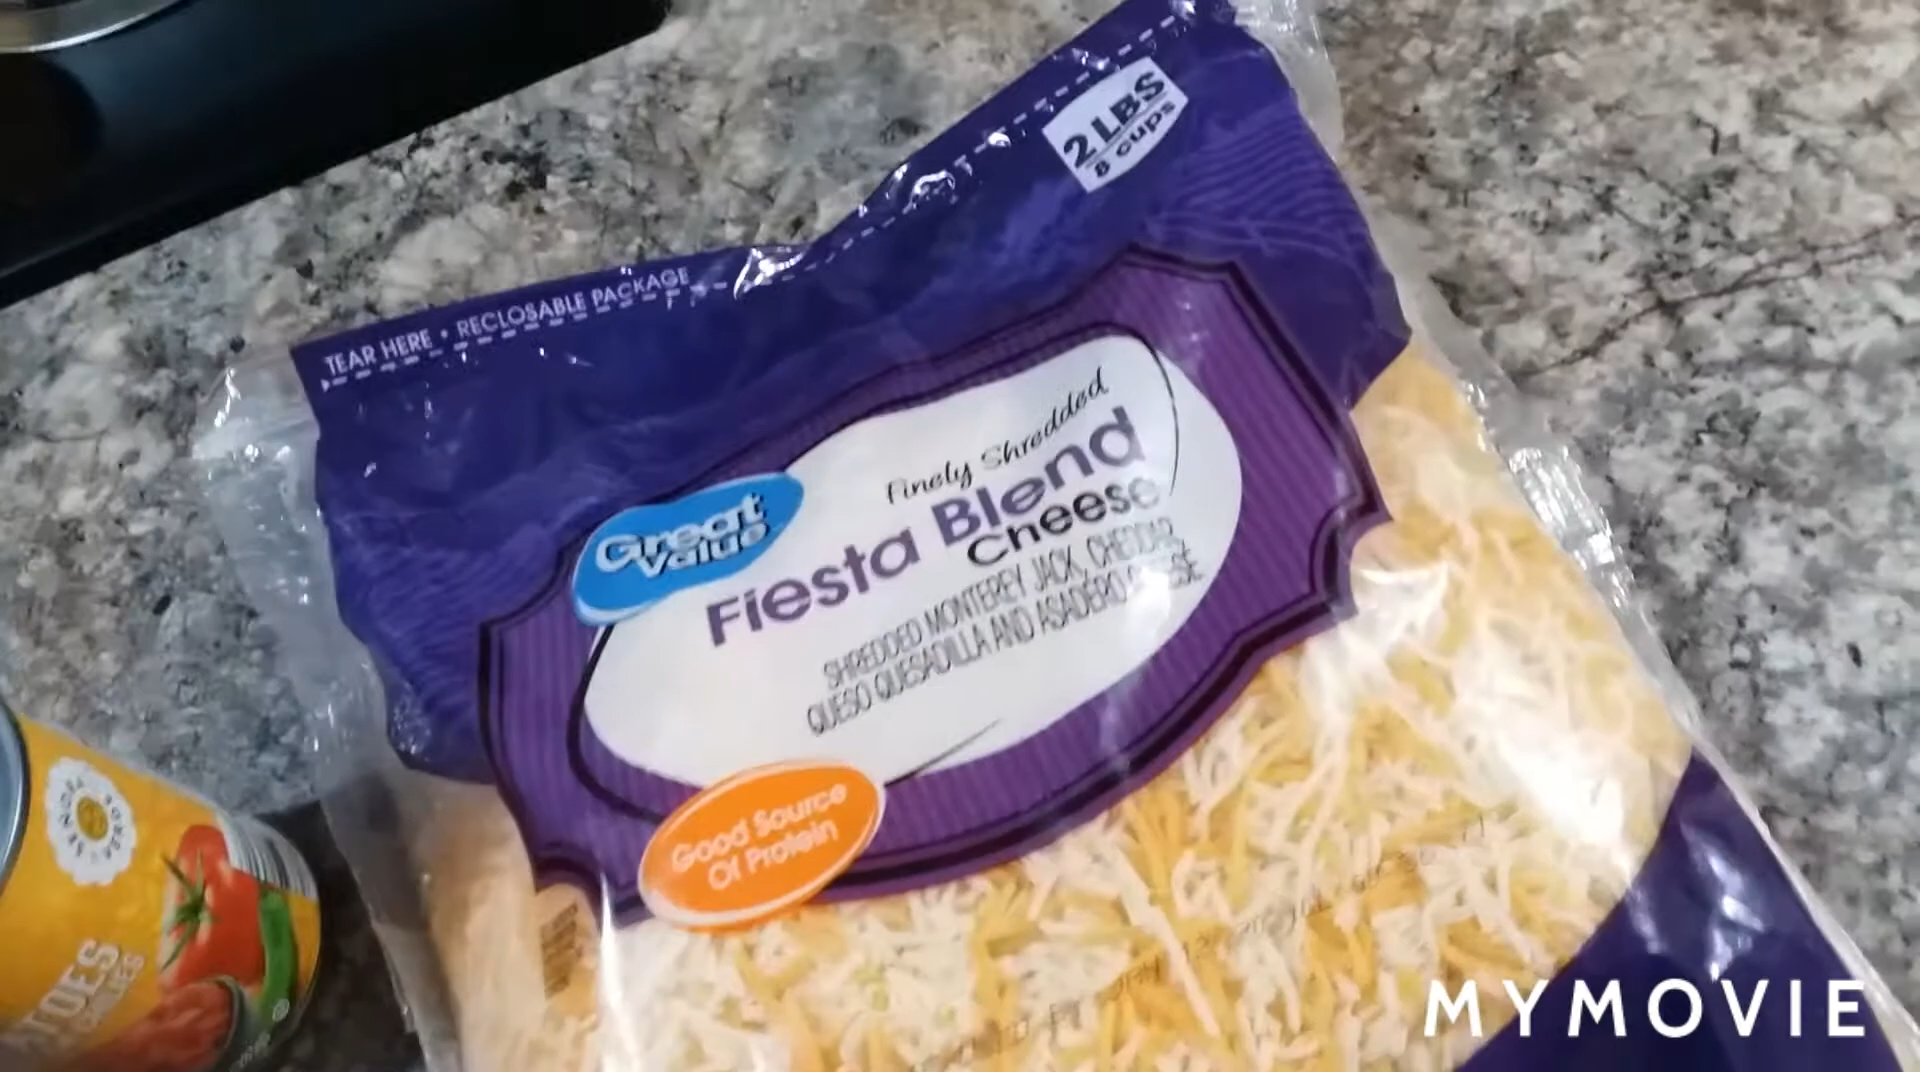 2 LBS
8 cups
TEAR HERE • RECLOSABLE PACKAGE
Great
Value
Finely Shredded
Fiesta Blend
Cheese
SHREDDED MONTEREY JACK, CHEDDAR,
QUESO QUESADILLA AND ASADERO CHEESE
Good Source
Of Protein
MYMOVIE